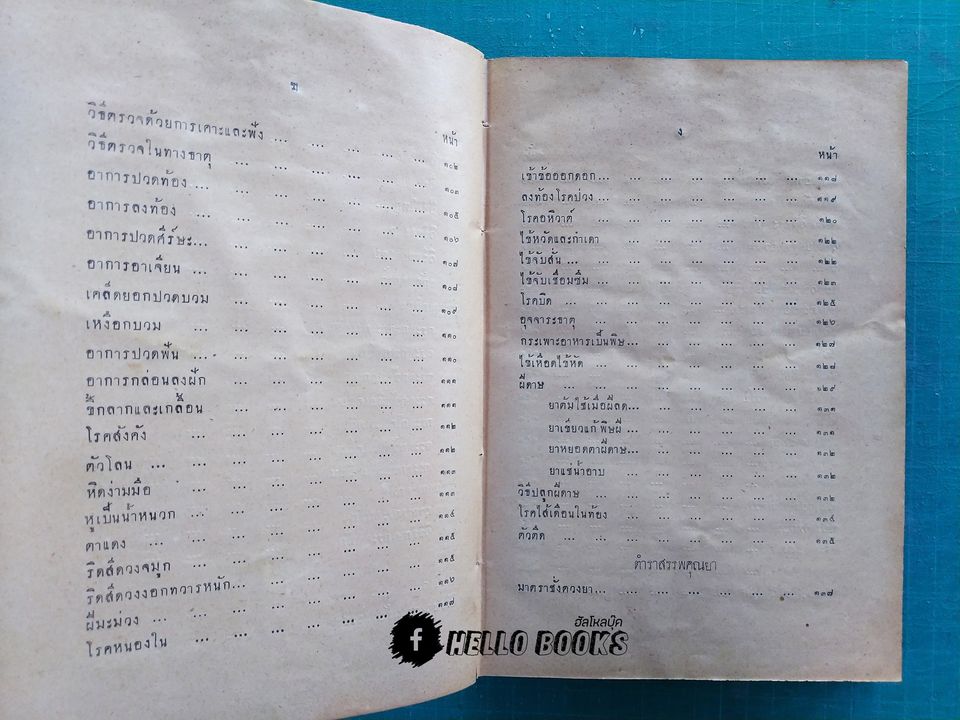 ฆ
หน้า
วิธีตรวจด้วยการเคาะและฟัง ... ... ... ... ... ๑๐๒
วิธีตรวจในทางธาตุ ... ... ... ... ... ๑๐๓
อาการปวดท้อง ... ... ... ... ... ... ๑๐๕
อาการลงท้อง ... ... ... ... ... ... ๑๐๖
อาการปวดศีร์ษะ... ... ... ... ... ... ๑๐๗
อาการอาเจียน ... ... ... ... ... ... ๑๐๘
เคล็ดยอกปวดบวม ... ... ... ... ... ๑๐๙
เหงือกบวม ... ... ... ... ... ... ๑๑๐
อาการปวดฟัน ... ... ... ... ... ... ๑๑๐
อาการกล่อนลงฝัก ... ... ... ... ... ๑๑๑
ขี้กลากและเกลื้อน ... ... ... ... ... ๑๑๑
โรคสังคัง ... ... ... ... ... ... ๑๑๒
ตัวโลน ... ... ... ... ... ... ... ๑๑๓
หิดง่ามมือ ... ... ... ... ... ... ๑๑๓
หูเป็นน้ำหนวก ... ... ... ... ... ... ๑๑๔
ตาแดง ... ... ... ... ... ... ... ๑๑๕
ริดสีดวงจมูก ... ... ... ... ... ... ๑๑๕
ริดสีดวงงอกทวารหนัก... ... ... ... ... ๑๑๖
ผีมะม่วง ... ... ... ... ... ... ๑๑๗
โรคหนองใน ... ... ... ...
ง
หน้า
เข้าข้อออกดอก... ... ... ... ... ... ๑๑๘
ลงท้องโรคป่วง ... ... ... ... ... ... ๑๑๙
โรคอหิวาต์ ... ... ... ... ... ... ๑๒๐
ไข้หวัดและกำเดา ... ... ... ... ... ๑๒๒
ไข้จับสั่น ... ... ... ... ... ... ๑๒๒
ไข้จับเชื่อมซึม ... ... ... ... ... ๑๒๓
โรคบิด ... ... ... ... ... ... ... ๑๒๕
อุจจาระธาตุ ... ... ... ... ... ... ๑๒๖
กระเพาะอาหารเป็นพิษ... ... ... ... ... ๑๒๗
ไข้เหือดไข้หัด ... ... ... ... ... ๑๒๗
ฝีดาษ ... ... ... ... ... ... ... ๑๒๙
ยาต้มใช้เมื่อฝีลด... ... ... ... ... ๑๓๑
ยาเขียวแก้พิษฝี ... ... ... ... ... ๑๓๑
ยาหยอดตาฝีดาษ... ... ... ... ... ๑๓๒
ยาแช่น้ำอาบ ... ... ... ... ... ๑๓๒
วิธีปลูกฝีดาษ ... ... ... ... ... ... ๑๓๒
โรคไส้เดือนในท้อง ... ... ... ... ... ๑๓๔
ตัวตืด ... ... ... ... ... ... ... ๑๓๕
ตำราสรรพคุณยา
มาตราชั่งตวงยา... ... ... ... ... ... ๑๓๗
ฮัลโหลบุ๊ค
f HELLO BOOKS